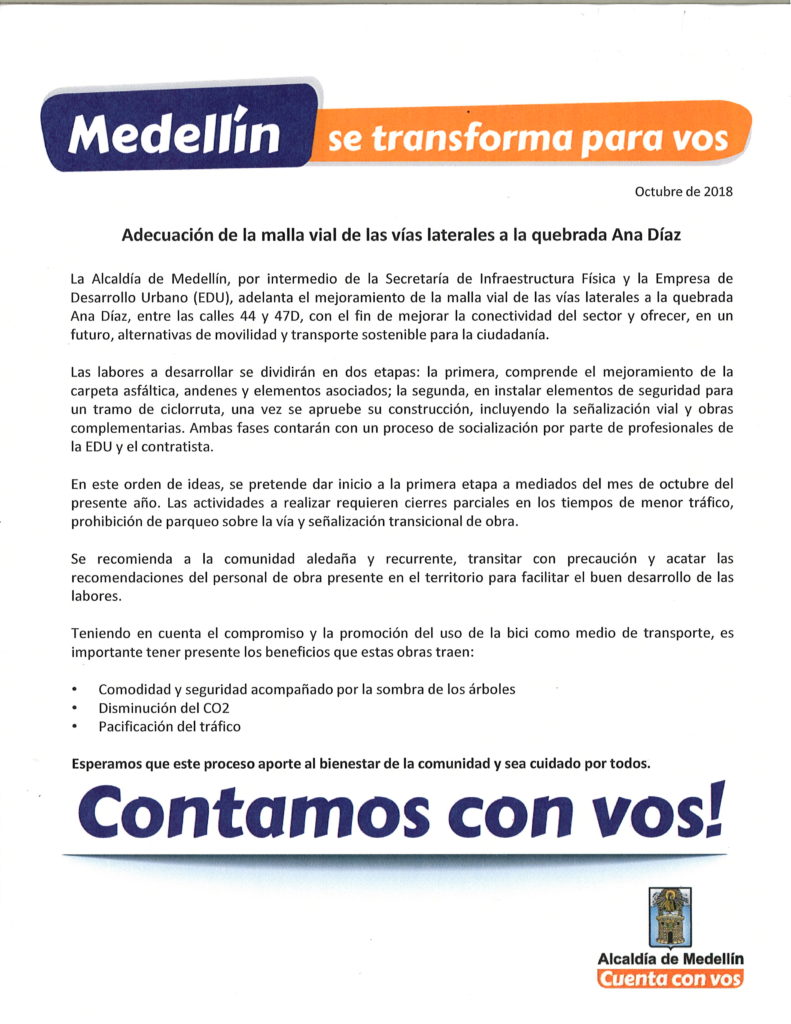 Medellín se transforma para vos
Octubre de 2018
Adecuación de la malla vial de las vías laterales a la quebrada Ana Díaz
La Alcaldía de Medellín, por intermedio de la Secretaría de Infraestructura Física y la Empresa de
Desarrollo Urbano (EDU), adelanta el mejoramiento de la malla vial de las vías laterales a la quebrada
Ana Díaz, entre las calles 44 y 47D, con el fin de mejorar la conectividad del sector y ofrecer, en un
futuro, alternativas de movilidad y transporte sostenible para la ciudadanía.
Las labores a desarrollar se dividirán en dos etapas: la primera, comprende el mejoramiento de la
carpeta asfáltica, andenes y elementos asociados; la segunda, en instalar elementos de seguridad para
un tramo de ciclorruta, una vez se apruebe su construcción, incluyendo la señalización vial y obras
complementarias. Ambas fases contarán con un proceso de socialización por parte de profesionales de
la EDU y el contratista.
En este orden de ideas, se pretende dar inicio a la primera etapa a mediados del mes de octubre del
presente año. Las actividades a realizar requieren cierres parciales en los tiempos de menor tráfico,
prohibición de parqueo sobre la vía y señalización transicional de obra.
Se recomienda a la comunidad aledaña y recurrente, transitar con precaución y acatar las
recomendaciones del personal de obra presente en el territorio para facilitar el buen desarrollo de las
labores.
Teniendo en cuenta el compromiso y la promoción del uso de la bici como medio de transporte, es
importante tener presente los beneficios que estas obras traen:
• Comodidad y seguridad acompañado por la sombra de los árboles
• Disminución del CO2
• Pacificación del tráfico
Esperamos que este proceso aporte al bienestar de la comunidad y sea cuidado por todos.
Contamos con vos!
Alcaldía de Medellín
Cuenta con vos